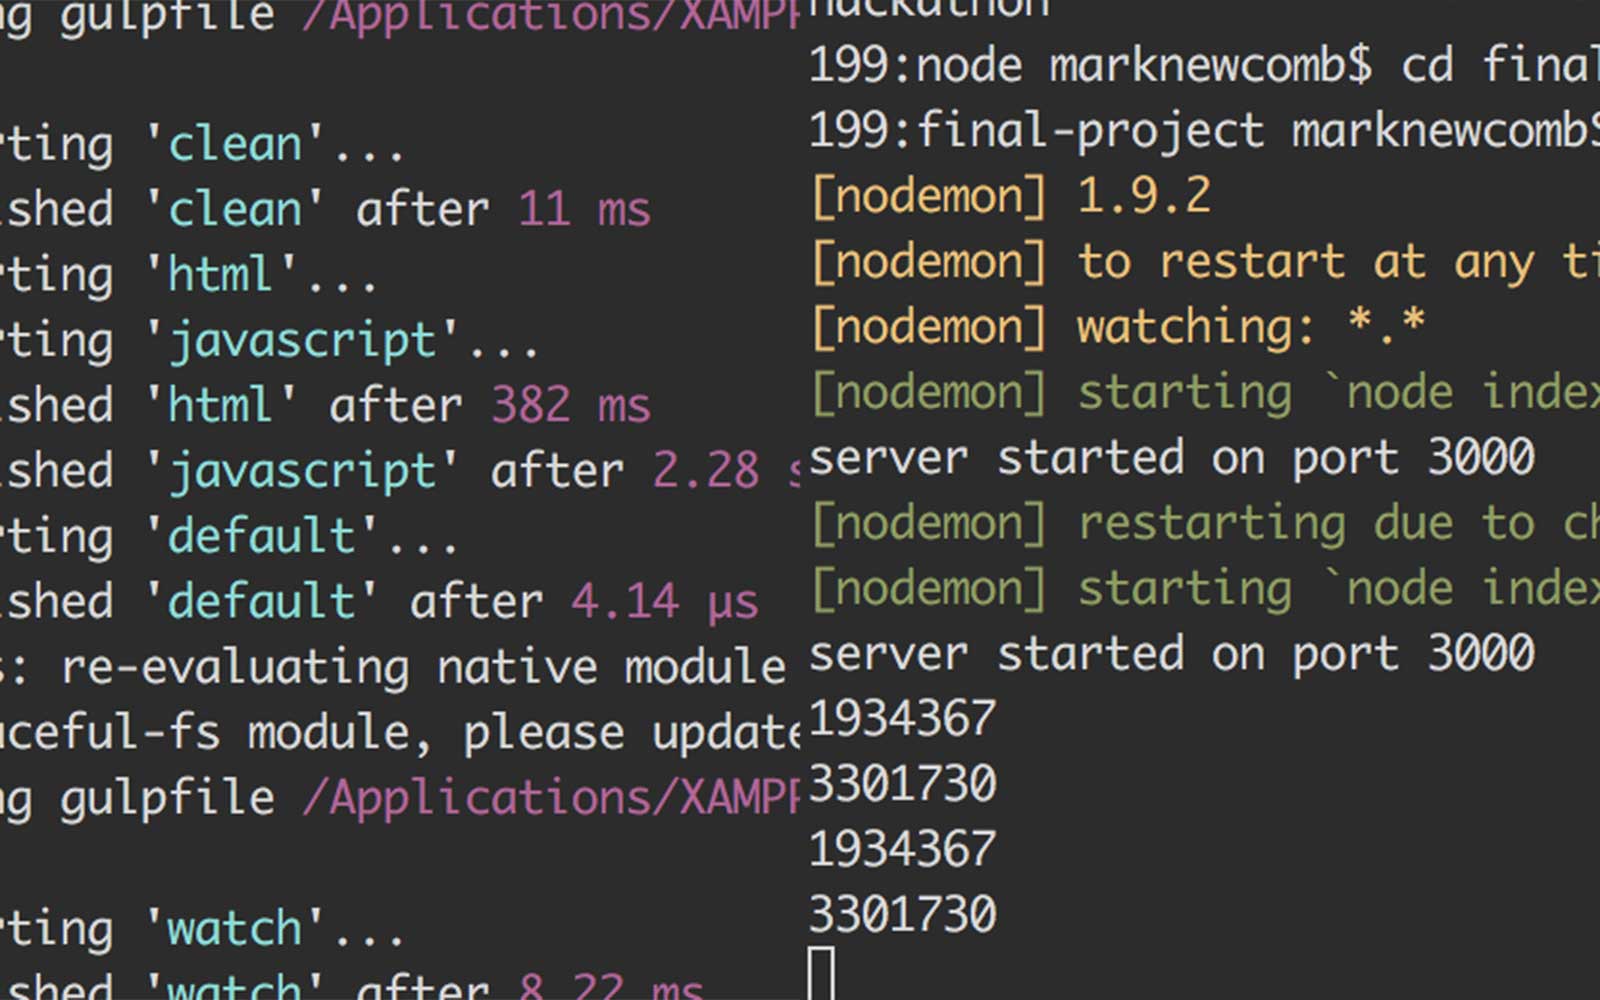 ng gulpfile /Applications/XAMPP
rting 'clean'...
ished 'clean' after 11 ms
rting 'html'...
rting 'javascript'...
ished 'html' after 382 ms
ished 'javascript' after 2.28 s
rting 'default'...
ished 'default' after 4.14 μs
s: re-evaluating native module
aceful-fs module, please update
ng gulpfile /Applications/XAMPP
rting 'watch'...
ished 'watch' after 8.22 ms
hackathon
199:node marknewcomb$ cd final
199:final-project marknewcomb$
[nodemon] 1.9.2
[nodemon] to restart at any ti
[nodemon] watching: *.*
[nodemon] starting `node index
server started on port 3000
[nodemon] restarting due to ch
[nodemon] starting `node index
server started on port 3000
1934367
3301730
1934367
3301730